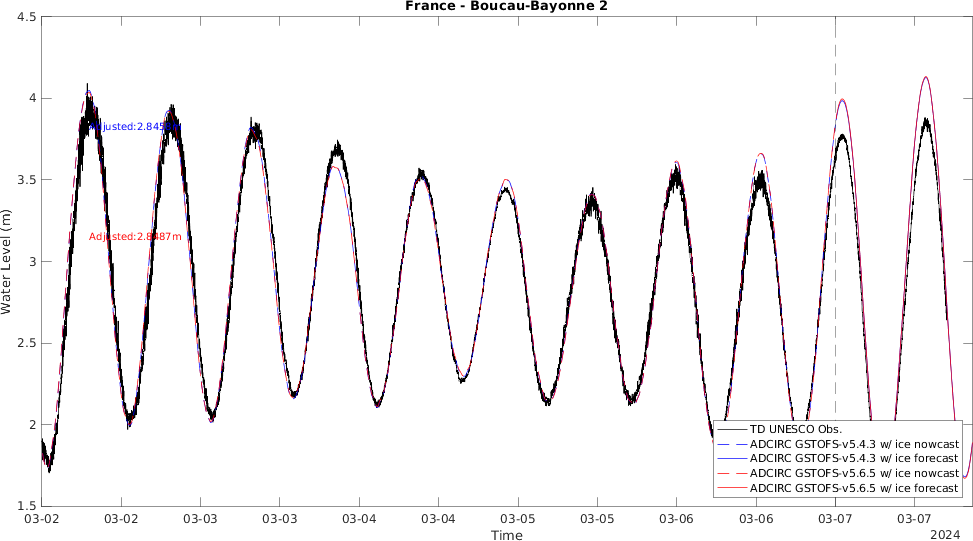 France - Boucau-Bayonne 2
4.5
4
3.5
3
2.5
2
1.5
Water Level (m)
Adjusted:2.8487m
TD UNESCO Obs.
ADCIRC GSTOFS-v5.4.3 w/ ice nowcast
ADCIRC GSTOFS-v5.4.3 w/ ice forecast
ADCIRC GSTOFS-v5.6.5 w/ ice nowcast
ADCIRC GSTOFS-v5.6.5 w/ ice forecast
03-02 03-02 03-03 03-03 03-04 03-04 03-05 03-05 03-06 03-06 03-07 03-07
Time
2024